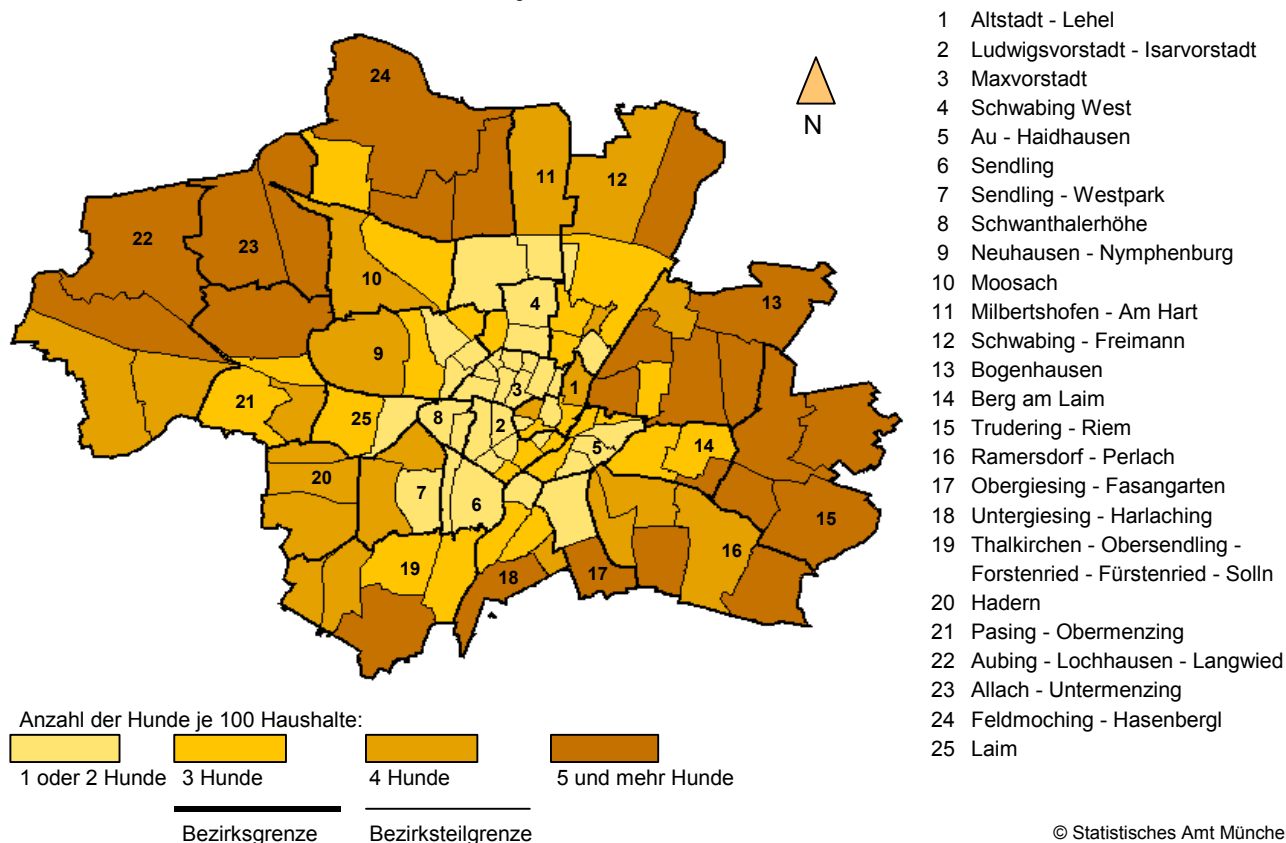 24
N
11
12
22
23
10
13
4
9
3
1
21
25
8
2
5
14
20
7
6
15
16
19
18
17
1 Altstadt - Lehel
2 Ludwigsvorstadt - Isarvorstadt
3 Maxvorstadt
4 Schwabing West
5 Au - Haidhausen
6 Sendling
7 Sendling - Westpark
8 Schwanthalerhöhe
9 Neuhausen - Nymphenburg
10 Moosach
11 Milbertshofen - Am Hart
12 Schwabing - Freimann
13 Bogenhausen
14 Berg am Laim
15 Trudering - Riem
16 Ramersdorf - Perlach
17 Obergiesing - Fasangarten
18 Untergiesing - Harlaching
19 Thalkirchen - Obersendling -
Forstenried - Fürstenried - Solln
20 Hadern
21 Pasing - Obermenzing
22 Aubing - Lochhausen - Langwied
23 Allach - Untermenzing
24 Feldmoching - Hasenbergl
25 Laim
Anzahl der Hunde je 100 Haushalte:
1 oder 2 Hunde 3 Hunde 4 Hunde 5 und mehr Hunde
Bezirksgrenze Bezirksteilgrenze
© Statistisches Amt Münche